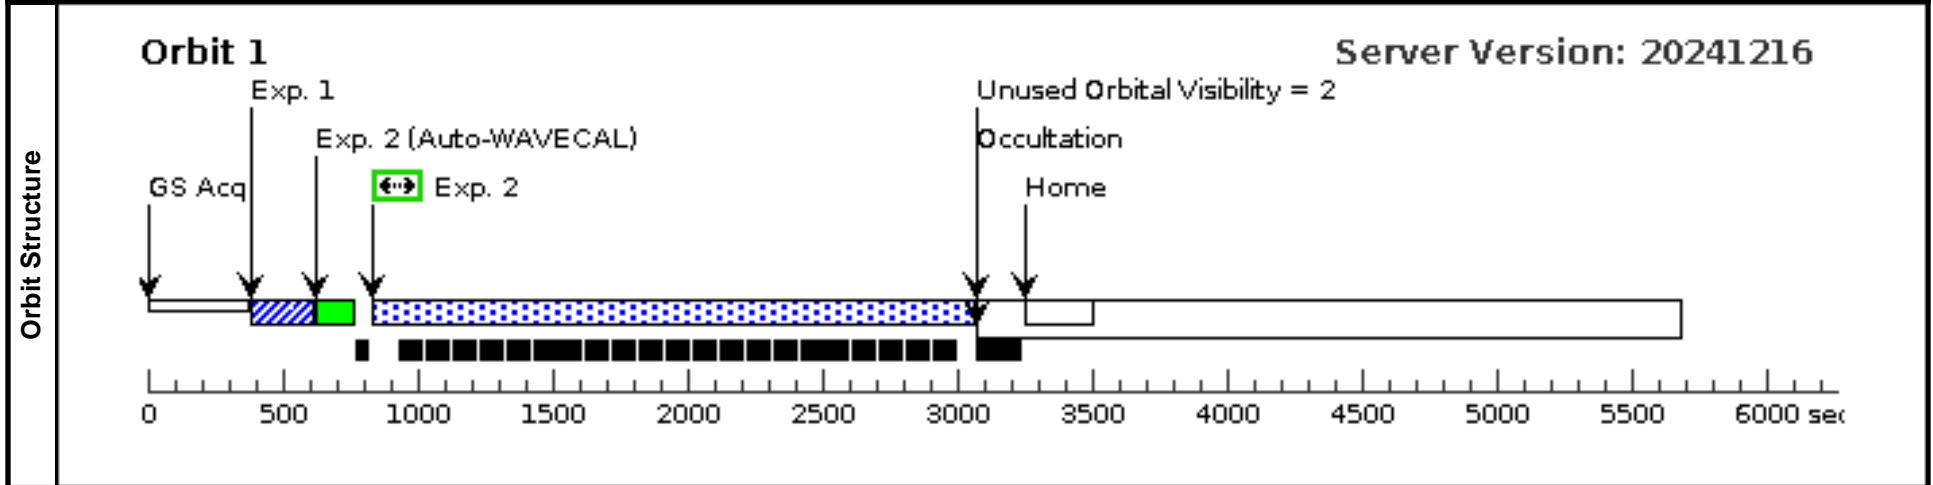 Orbit Structure
Orbit 1
Server Version: 20241216
Exp. 1
Unused Orbital Visibility = 2
Exp. 2 (Auto-WAVECAL)
Occultation
GS Acq
Exp. 2
Home
0 500 1000 1500 2000 2500 3000 3500 4000 4500 5000 5500 6000 sec